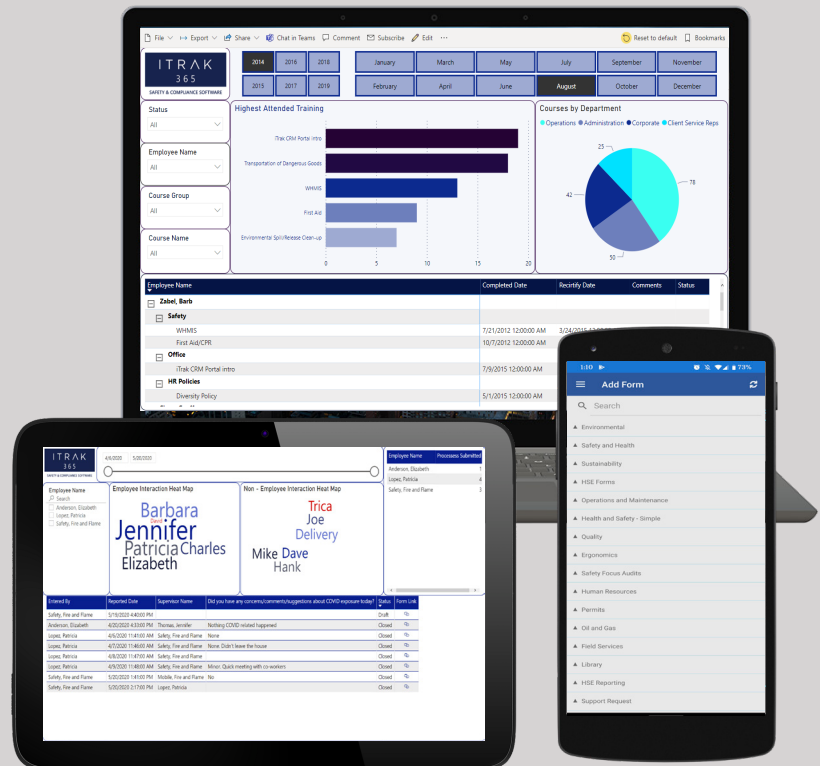 File Export Share Chat in Teams Comment Subscribe Edit ··· Reset to default Bookmarks
ITRAK
365
SAFETY & COMPLIANCE SOFTWARE
2014 2016 2018 January March May July September November
2015 2017 2019 February April June August October December
Status
All
Employee Name
All
Course Group
All
Course Name
All
Highest Attended Training
iTrak CRM Portal intro
Transportation of Dangerous Goods
WHMIS
First Aid
Environmental Spill/Release Clean-up
0 5 10 15 20
Courses by Department
Operations Administration Corporate Client Service Reps
25
78
42
50
Employee Name Completed Date Recirtify Date Comments Status
Zabel, Barb
Safety
WHMIS 7/21/2012 12:00:00 AM
First Aid/CPR 10/7/2012 12:00:00 AM
Office
iTrak CRM Portal intro 7/9/2015 12:00:00 AM
HR Policies
Diversity Policy 5/1/2015 12:00:00 AM
ITRAK
365
SAFETY & COMPLIANCE SOFTWARE
4/4/2020 5/20/2020
Employee Name
Search
Anderson, Elizabeth
Lopez, Patricia
Safety, Fire and Flame
Employee Interaction Heat Map
Barbara
David
Jennifer
Patricia Charles
Elizabeth
Non - Employee Interaction Heat Map
Trica
Joe
Delivery
Mike Dave
Hank
Employee Name Processess Submitted
Anderson, Elizabeth 1
Lopez, Patricia 4
Safety, Fire and Flame 3
Entered By Reported Date Supervisor Name Did you have any concerns/comments/suggestions about COVID exposure today? Status Form Link
Safety, Fire and Flame 5/19/2020 4:40:00 PM Draft
Anderson, Elizabeth 4/20/2020 4:33:00 PM Thomas, Jennifer Nothing COVID related happened Closed
Lopez, Patricia 4/6/2020 11:45:00 AM Safety, Fire and Flame None Closed
Lopez, Patricia 4/7/2020 11:46:00 AM Safety, Fire and Flame None. Didn't leave the house Closed
Lopez, Patricia 4/8/2020 11:47:00 AM Safety, Fire and Flame Closed
Lopez, Patricia 4/9/2020 11:48:00 AM Safety, Fire and Flame Minor. Quick meeting with co-workers Closed
Safety, Fire and Flame 5/20/2020 1:41:00 PM Mobile, Fire and Flame No Closed
Safety, Fire and Flame 5/20/2020 2:17:00 PM Lopez, Patricia Closed
1:10 73%
Add Form
Search
Environmental
Safety and Health
Sustainability
HSE Forms
Operations and Maintenance
Health and Safety - Simple
Quality
Ergonomics
Safety Focus Audits
Human Resources
Permits
Oil and Gas
Field Services
Library
HSE Reporting
Support Request